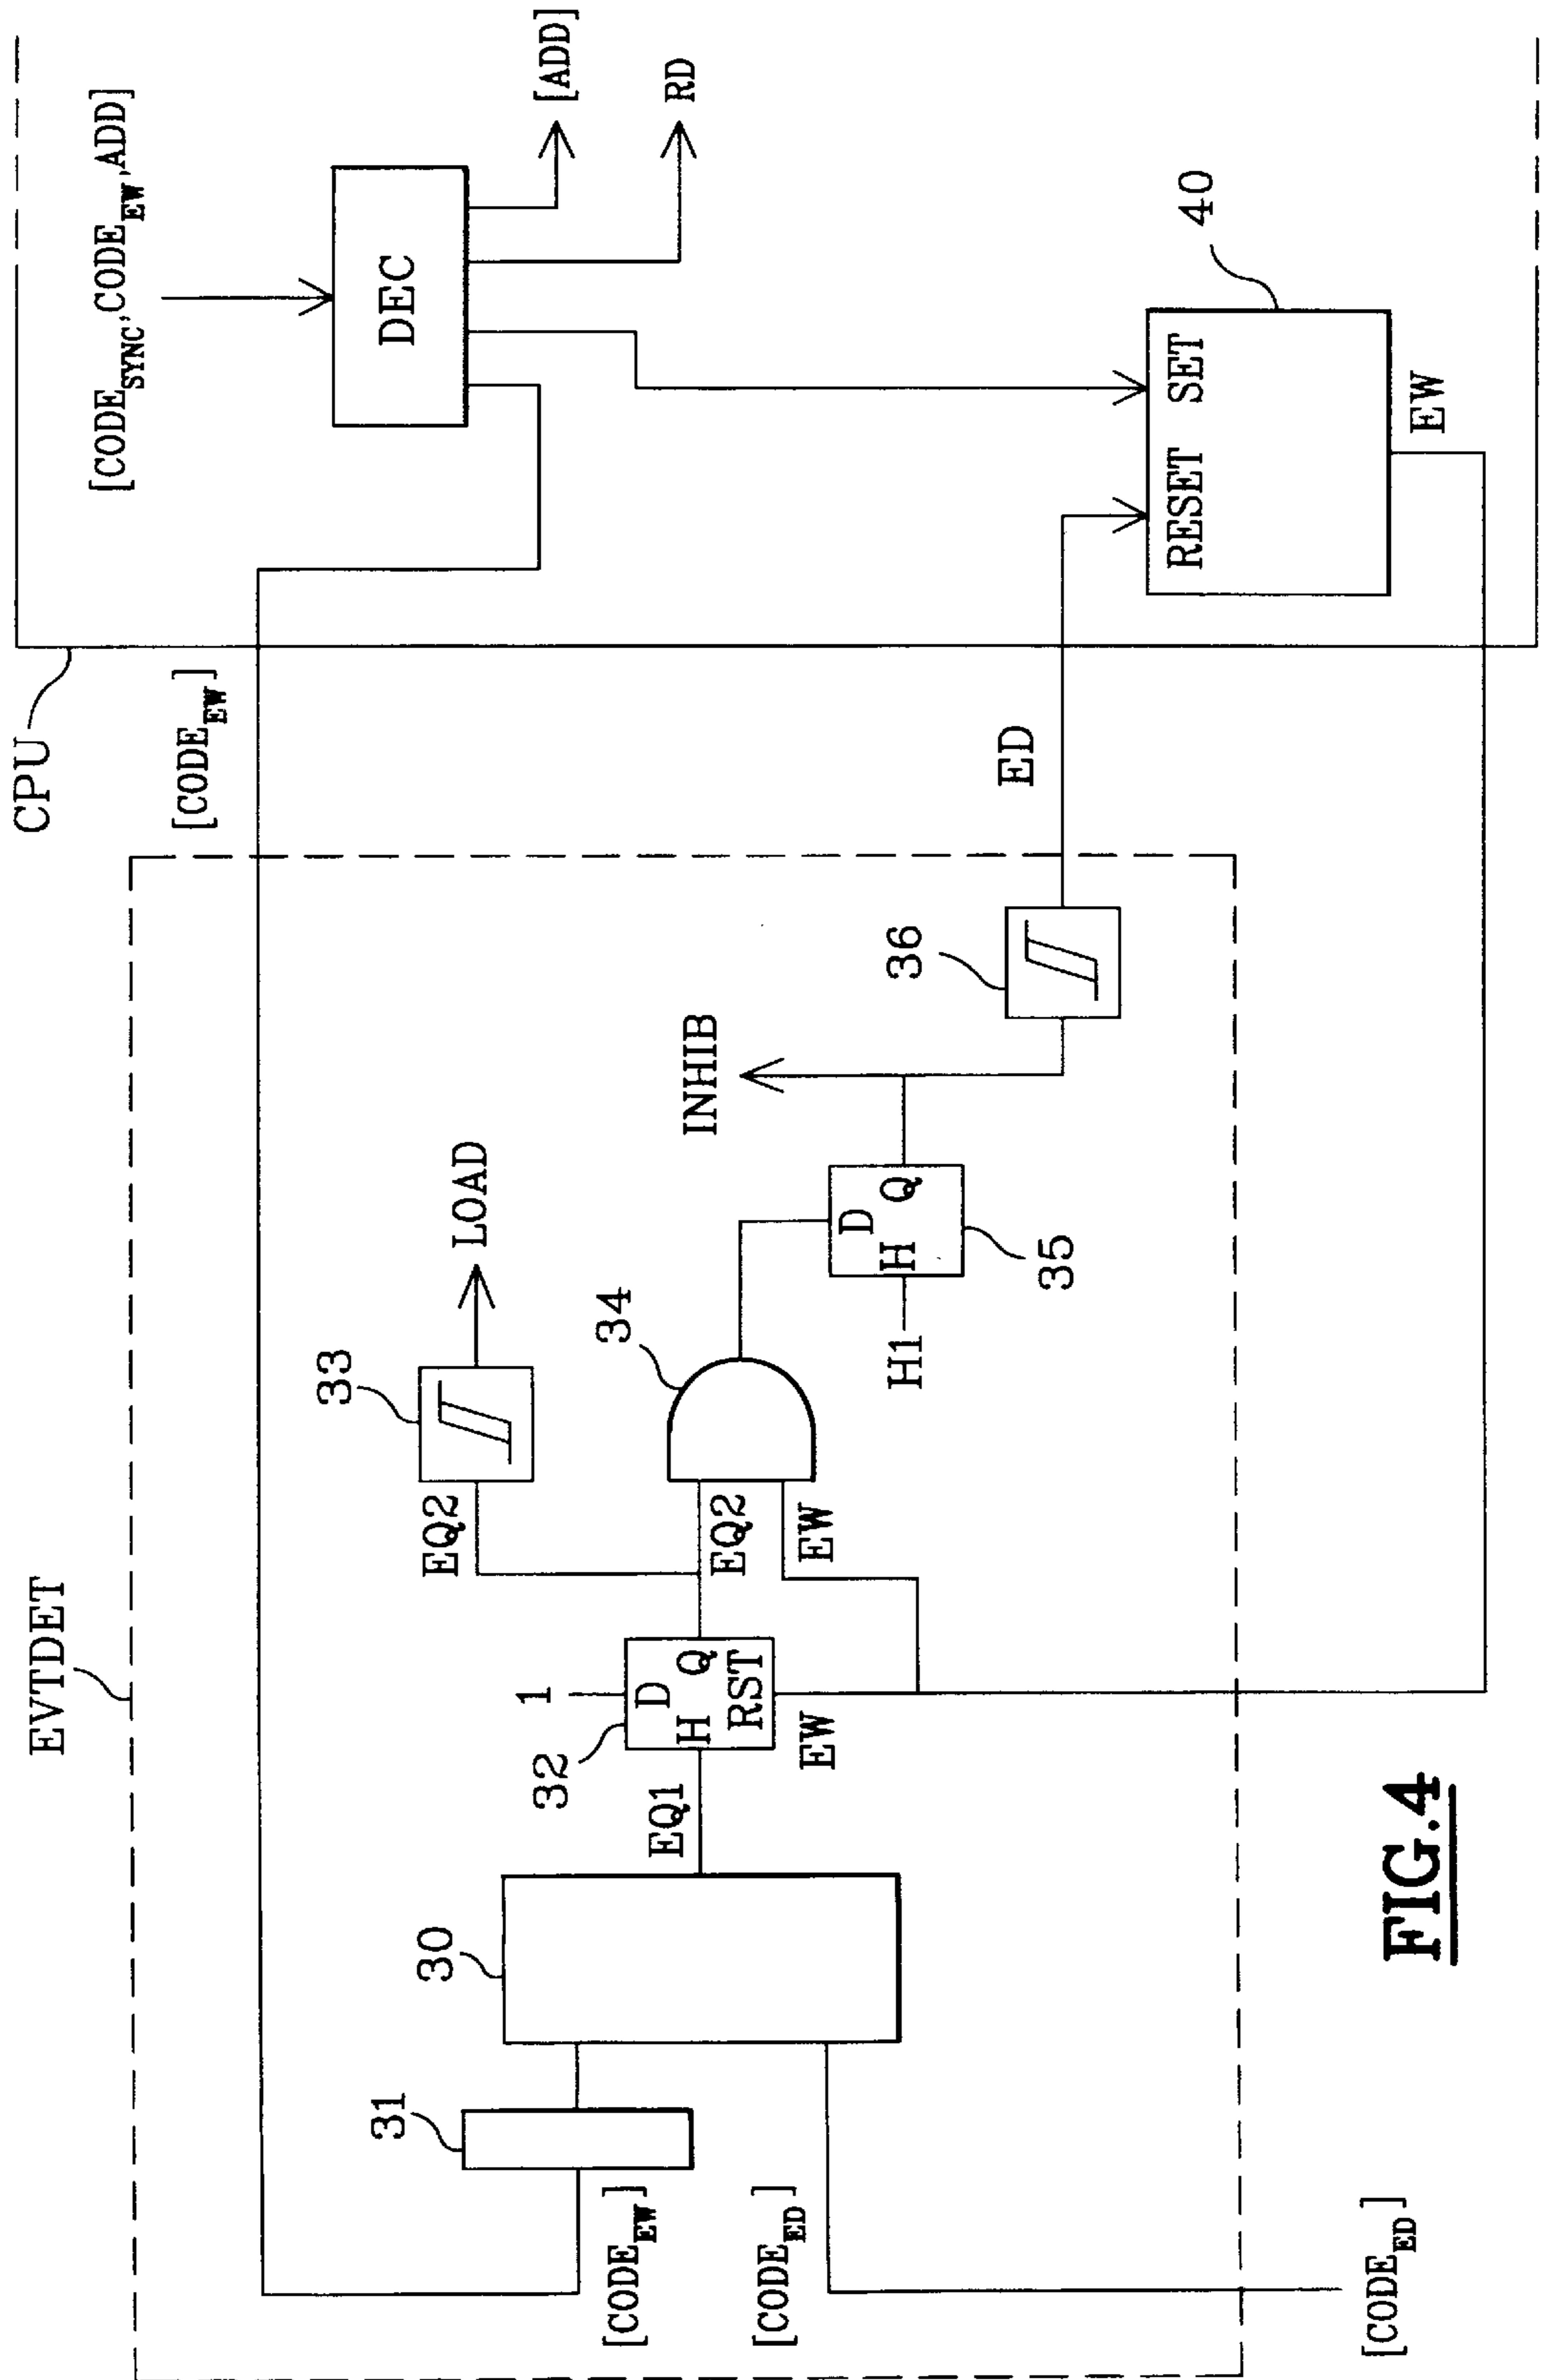 EVTDET
CPU
[CODE_EW]
[CODE_SYNC, CODE_EW, ADD]
DEC
[ADD]
RD
33
LOAD
EQ2
34
INHIB
36
ED
31
30
EQ1
32
1
D
H Q
RST
EQ2
EW
EW
D
H Q
H1
35
RESET SET
40
EW
[CODE_EW]
[CODE_ED]
[CODE_ED]
FIG.4